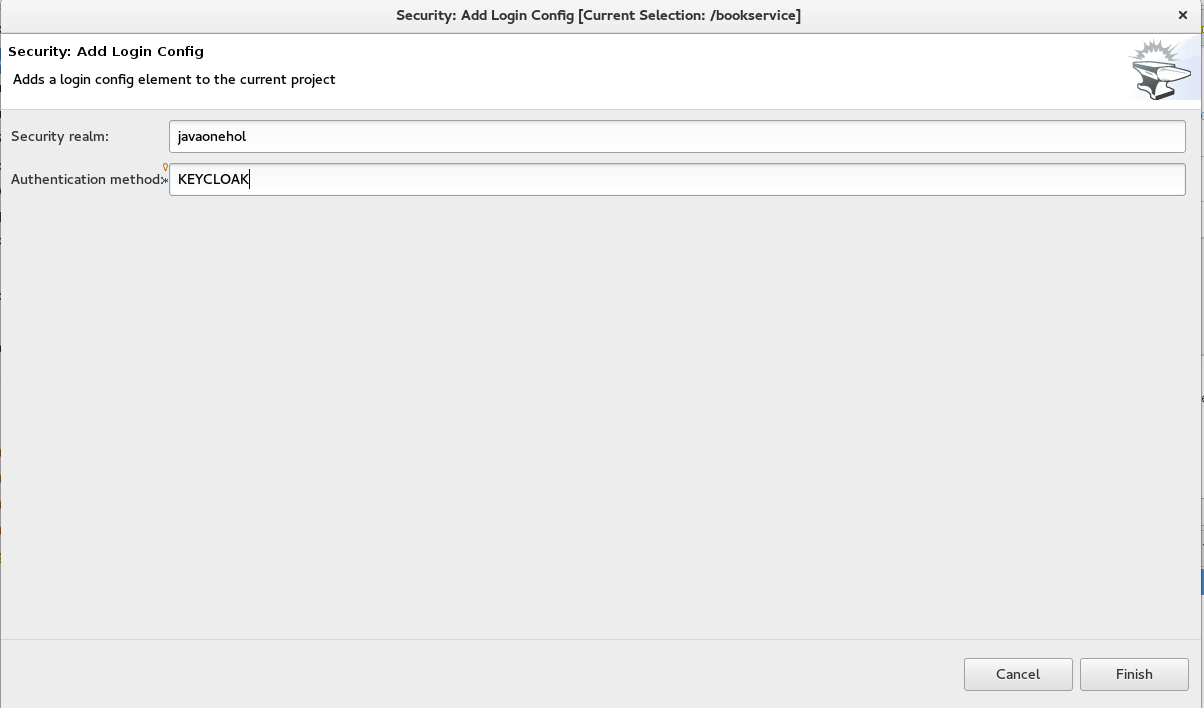 Security: Add Login Config [Current Selection: /bookservice]
Security: Add Login Config
Adds a login config element to the current project
Security realm:
javaonehol
Authentication method:*
KEYCLOAK
Cancel
Finish